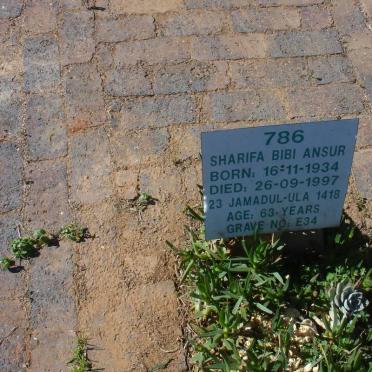 786
SHARIFA BIBI ANSUR
BORN: 16-11-1934
DIED: 26-09-1997
23 JAMADUL-ULA 1418
AGE: 63 YEARS
GRAVE NO: E34